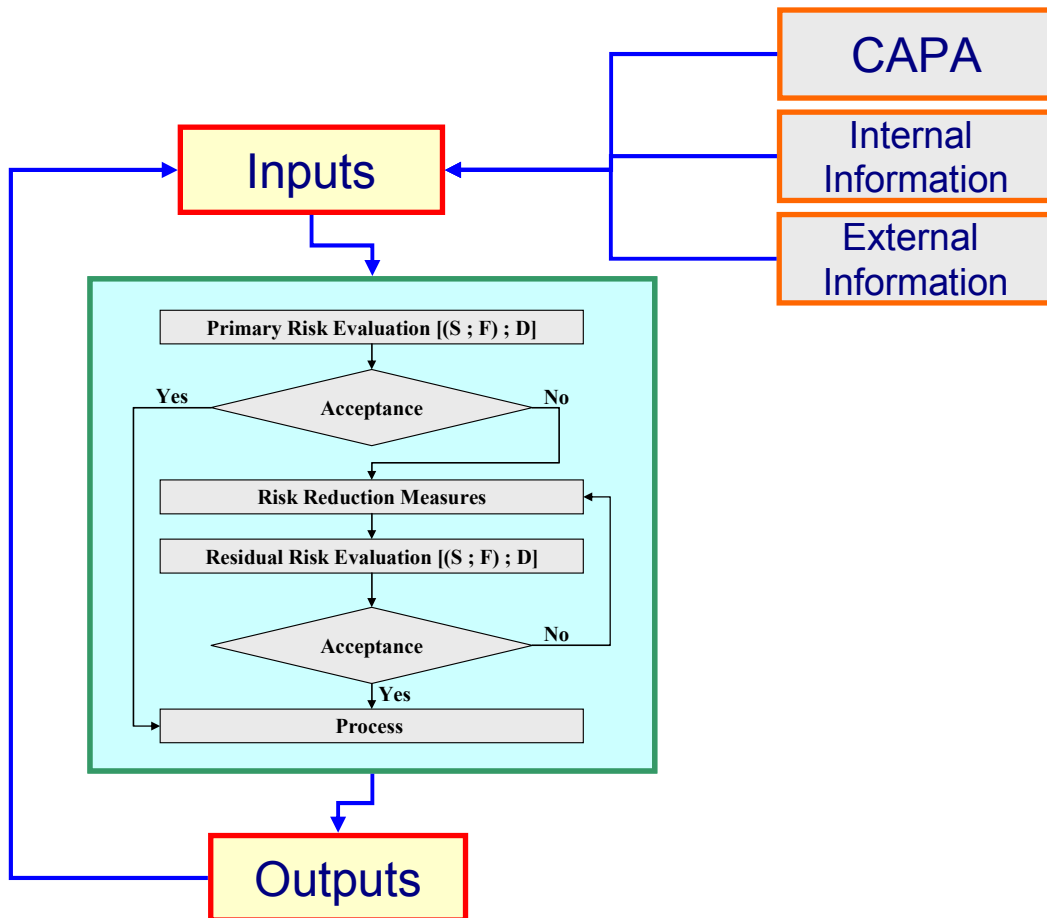 CAPA
Internal
Information
External
Information
Inputs
Primary Risk Evaluation [(S ; F) ; D]
Yes
No
Acceptance
Risk Reduction Measures
Residual Risk Evaluation [(S ; F) ; D]
Acceptance
No
Yes
Process
Outputs